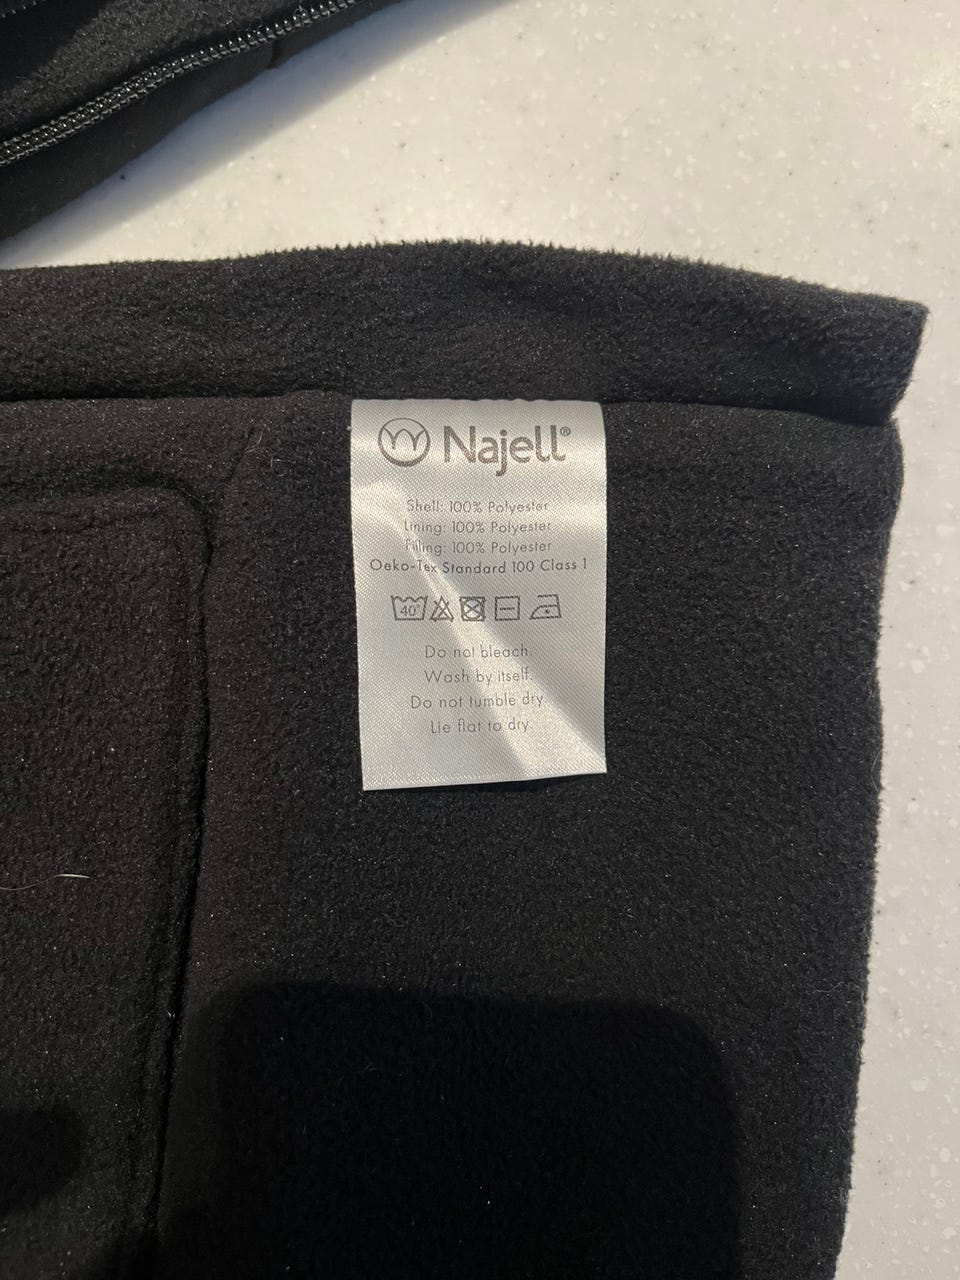 Najell®
Shell: 100% Polyester
Lining: 100% Polyester
Filling: 100% Polyester
Oeko-Tex Standard 100 Class 1
40°
Do not bleach.
Wash by itself.
Do not tumble dry.
Lie flat to dry.